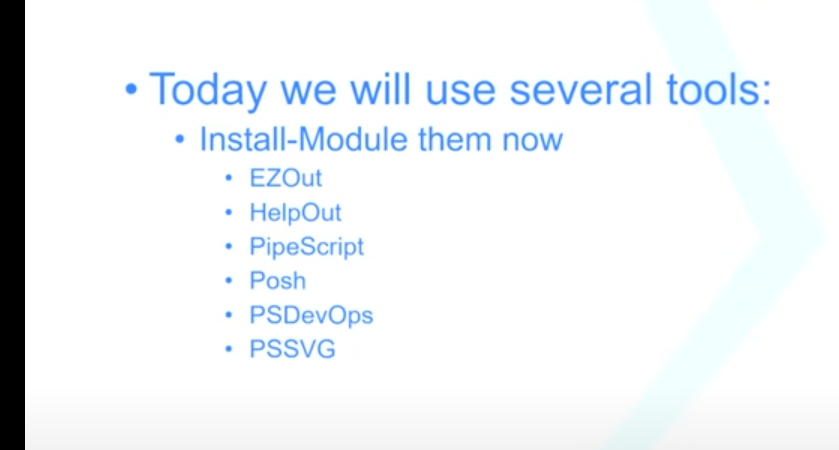 • Today we will use several tools:
• Install-Module them now
• EZOut
• HelpOut
• PipeScript
• Posh
• PSDevOps
• PSSVG